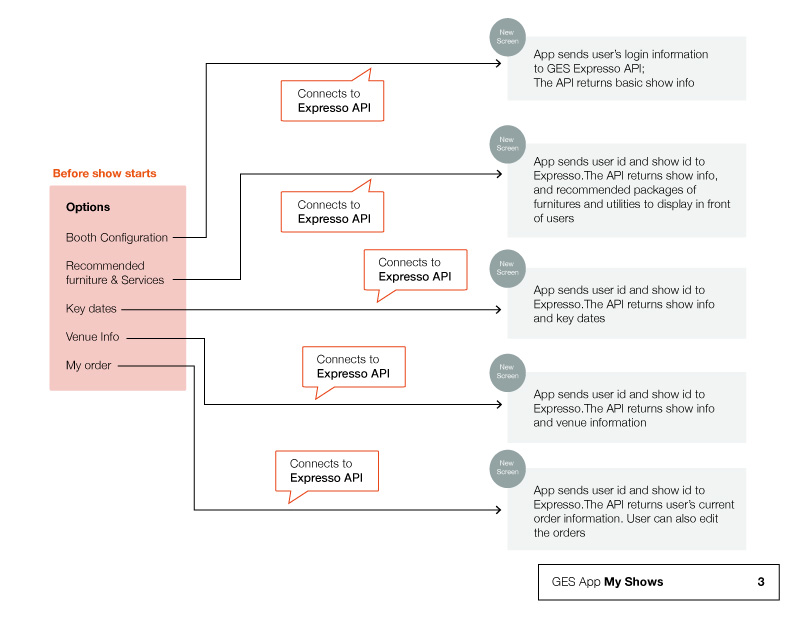 Before show starts
Options
Booth Configuration
Recommended
furniture & Services
Key dates
Venue Info
My order
Connects to
Expresso API
New
Screen
App sends user's login information
to GES Expresso API;
The API returns basic show info
Connects to
Expresso API
New
Screen
App sends user id and show id to
Expresso.The API returns show info,
and recommended packages of
furnitures and utilities to display in front
of users
Connects to
Expresso API
New
Screen
App sends user id and show id to
Expresso.The API returns show info
and key dates
Connects to
Expresso API
New
Screen
App sends user id and show id to
Expresso.The API returns show info
and venue information
Connects to
Expresso API
New
Screen
App sends user id and show id to
Expresso.The API returns user's current
order information. User can also edit
the orders
GES App My Shows 3